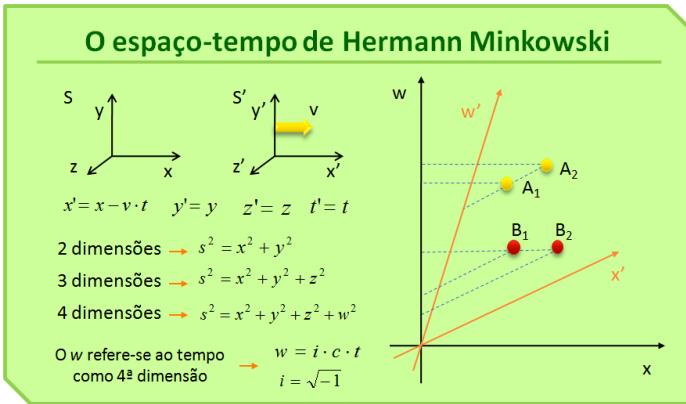 O espaço-tempo de Hermann Minkowski
S
y
z
x
S’
y’
v
z’
x’
x'= x − v · t y'= y z'= z t'= t
2 dimensões → s² = x² + y²
3 dimensões → s² = x² + y² + z²
4 dimensões → s² = x² + y² + z² + w²
O w refere-se ao tempo
como 4ª dimensão
→
w = i · c · t
i = √−1
w
w’
A₂
A₁
B₁ B₂
x’
x